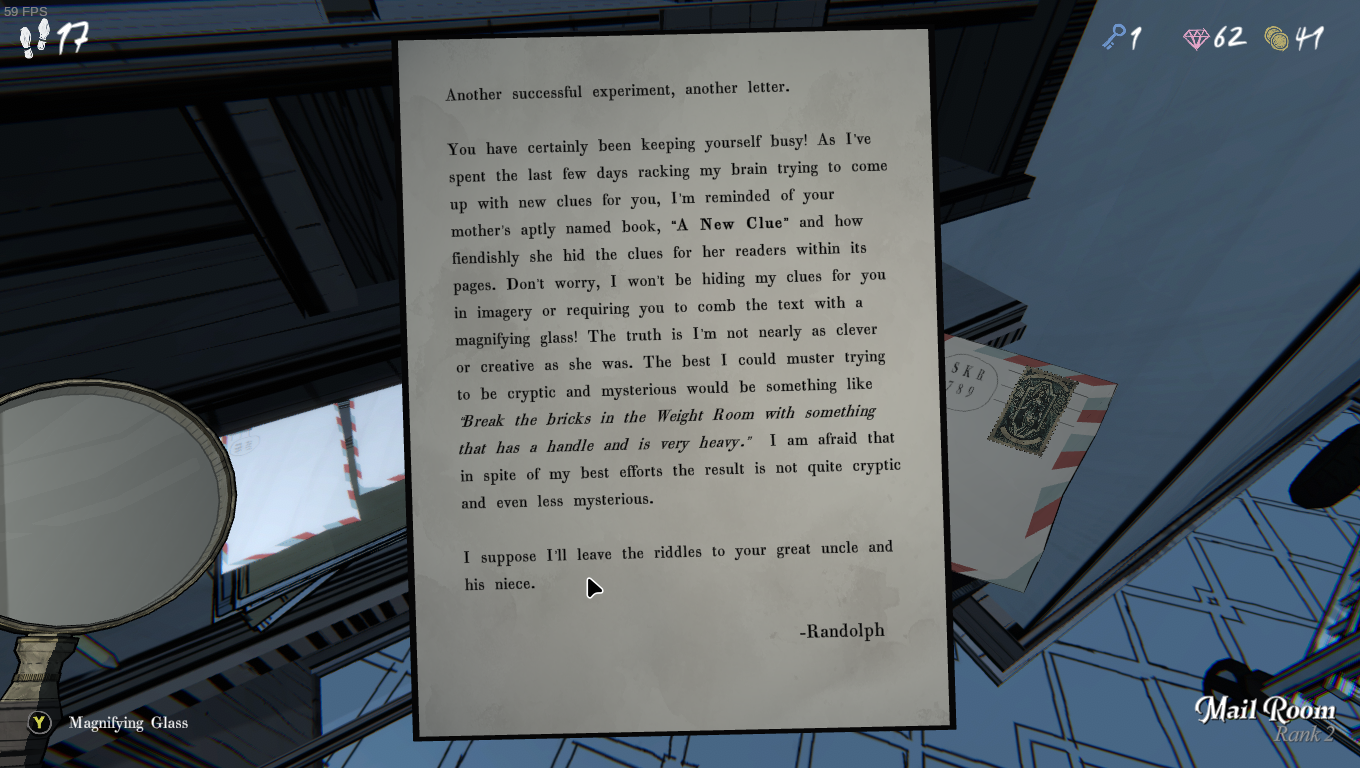 59 FPS
17
1
62
41
Another successful experiment, another letter.
You have certainly been keeping yourself busy! As I've
spent the last few days racking my brain trying to come
up with new clues for you, I'm reminded of your
mother's aptly named book, "A New Clue" and how
fiendishly she hid the clues for her readers within its
pages. Don't worry, I won't be hiding my clues for you
in imagery or requiring you to comb the text with a
magnifying glass! The truth is I'm not nearly as clever
or creative as she was. The best I could muster trying
to be cryptic and mysterious would be something like
"Break the bricks in the Weight Room with something
that has a handle and is very heavy." I am afraid that
in spite of my best efforts the result is not quite cryptic
and even less mysterious.
I suppose I'll leave the riddles to your great uncle and
his niece.
-Randolph
SKB
789
Y Magnifying Glass
Mail Room
Rank 2